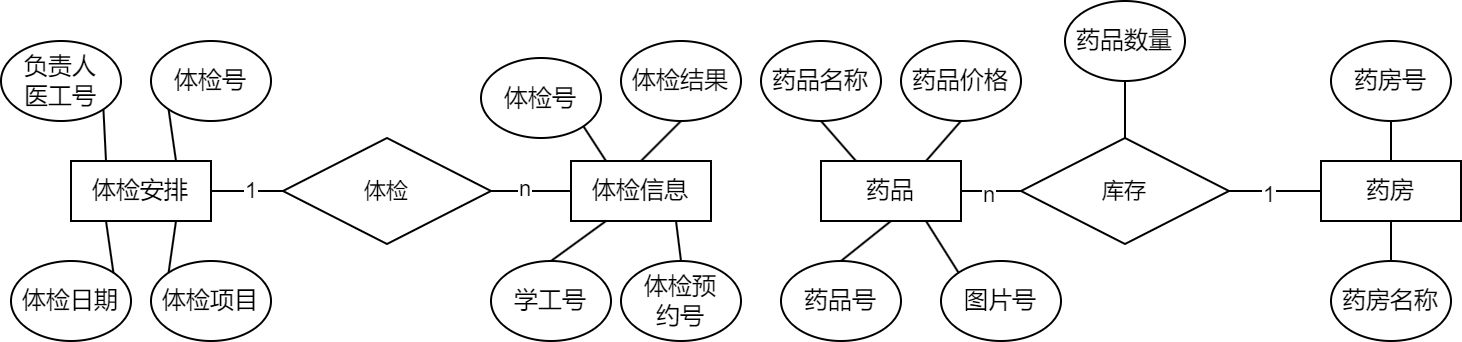 负责人
医工号
体检号
体检安排
体检日期
体检项目
1
体检
n
体检号
体检结果
体检信息
学工号
体检预
约号
药品名称
药品价格
药品
药品号
图片号
n
药品数量
库存
1
药房号
药房
药房名称